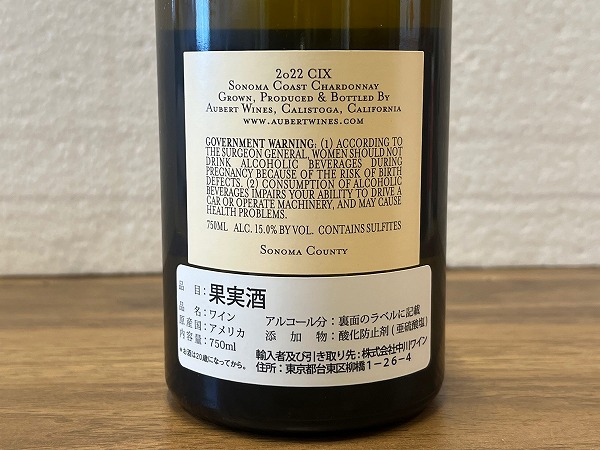 2022 CIX
SONOMA COAST CHARDONNAY
GROWN, PRODUCED & BOTTLED BY
AUBERT WINES, CALISTOGA, CALIFORNIA
WWW.AUBERTWINES.COM
GOVERNMENT WARNING: (1) ACCORDING TO
THE SURGEON GENERAL, WOMEN SHOULD NOT
DRINK ALCOHOLIC BEVERAGES DURING
PREGNANCY BECAUSE OF THE RISK OF BIRTH
DEFECTS. (2) CONSUMPTION OF ALCOHOLIC
BEVERAGES IMPAIRS YOUR ABILITY TO DRIVE A
CAR OR OPERATE MACHINERY, AND MAY CAUSE
HEALTH PROBLEMS.
750ML ALC. 15.0% BY VOL. CONTAINS SULFITES
SONOMA COUNTY
品目:果実酒
品名:ワイン アルコール分:裏面のラベルに記載
原産国:アメリカ 添加物:酸化防止剤(亜硫酸塩)
内容量:750ml 輸入者及び引き取り先:株式会社中川ワイン
*お酒は20歳になってから。 住所:東京都台東区柳橋1-26-4